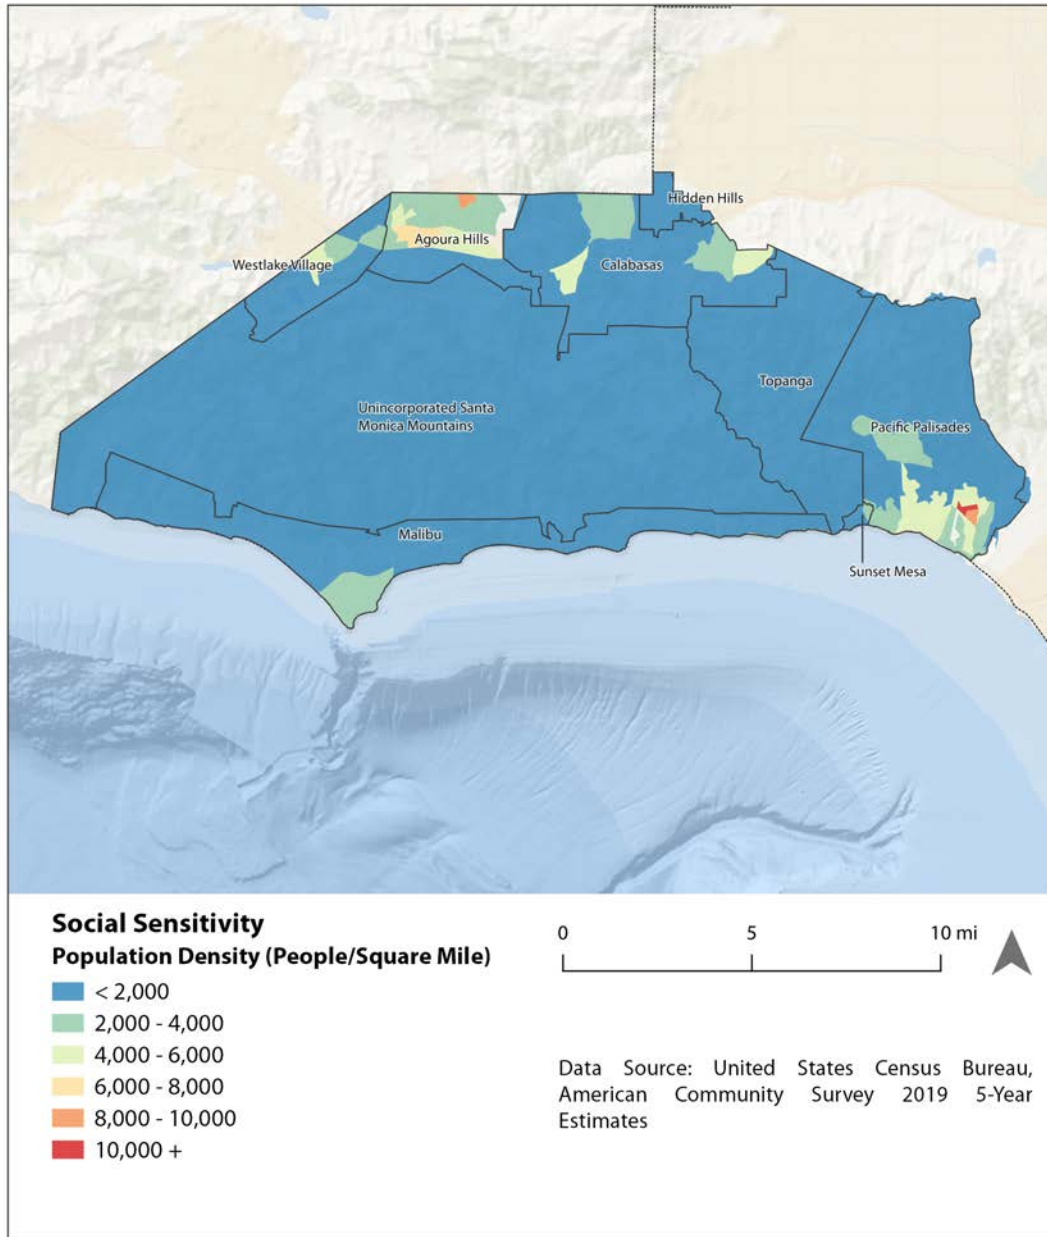 Hidden Hills
Agoura Hills
Westlake Village
Calabasas
Topanga
Unincorporated Santa
Monica Mountains
Pacific Palisades
Malibu
Sunset Mesa
Social Sensitivity
Population Density (People/Square Mile)
< 2,000
2,000 - 4,000
4,000 - 6,000
6,000 - 8,000
8,000 - 10,000
10,000 +
0 5 10 mi
Data Source: United States Census Bureau,
American Community Survey 2019 5-Year
Estimates